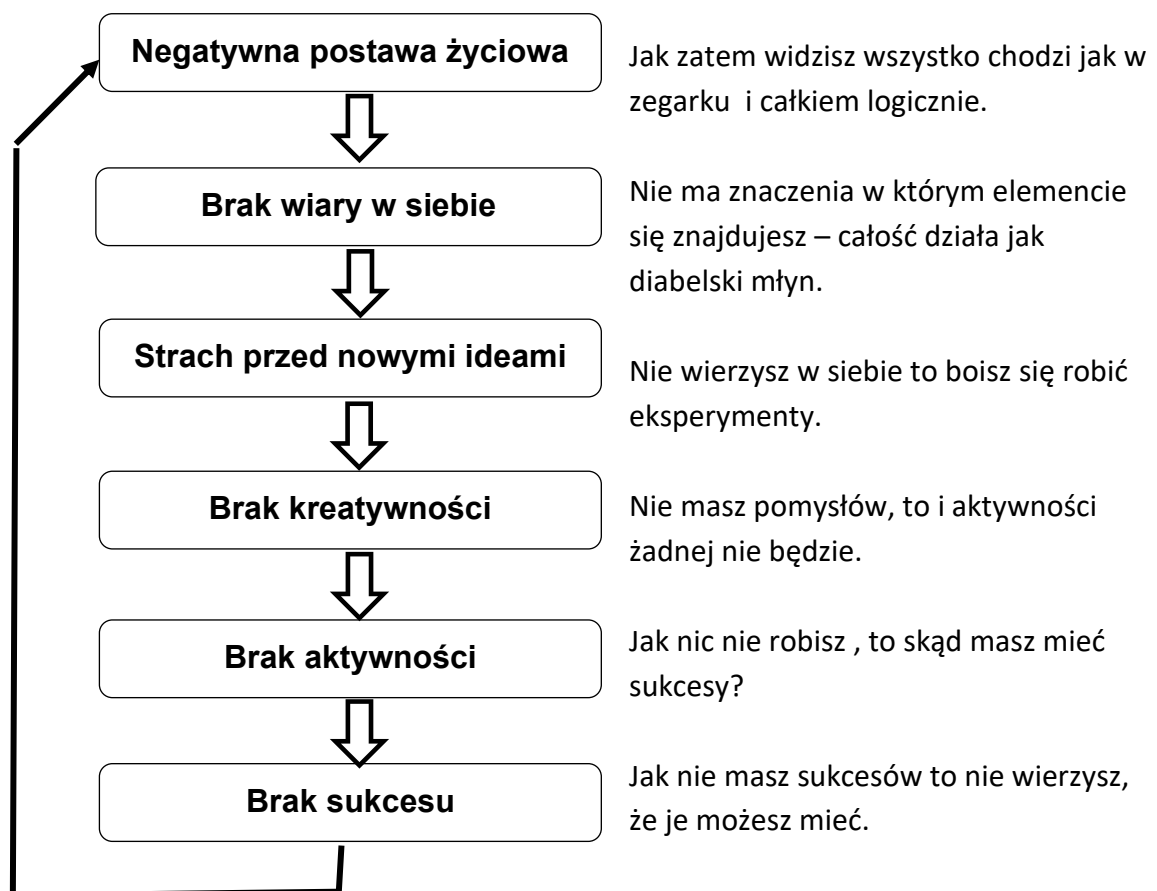 Negatywna postawa życiowa
Brak wiary w siebie
Strach przed nowymi ideami
Brak kreatywności
Brak aktywności
Brak sukcesu
Jak zatem widzisz wszystko chodzi jak w
zegarku i całkiem logicznie.
Nie ma znaczenia w którym elemencie
się znajdujesz – całość działa jak
diabelski młyn.
Nie wierzysz w siebie to boisz się robić
eksperymenty.
Nie masz pomysłów, to i aktywności
żadnej nie będzie.
Jak nic nie robisz , to skąd masz mieć
sukcesy?
Jak nie masz sukcesów to nie wierzysz,
że je możesz mieć.